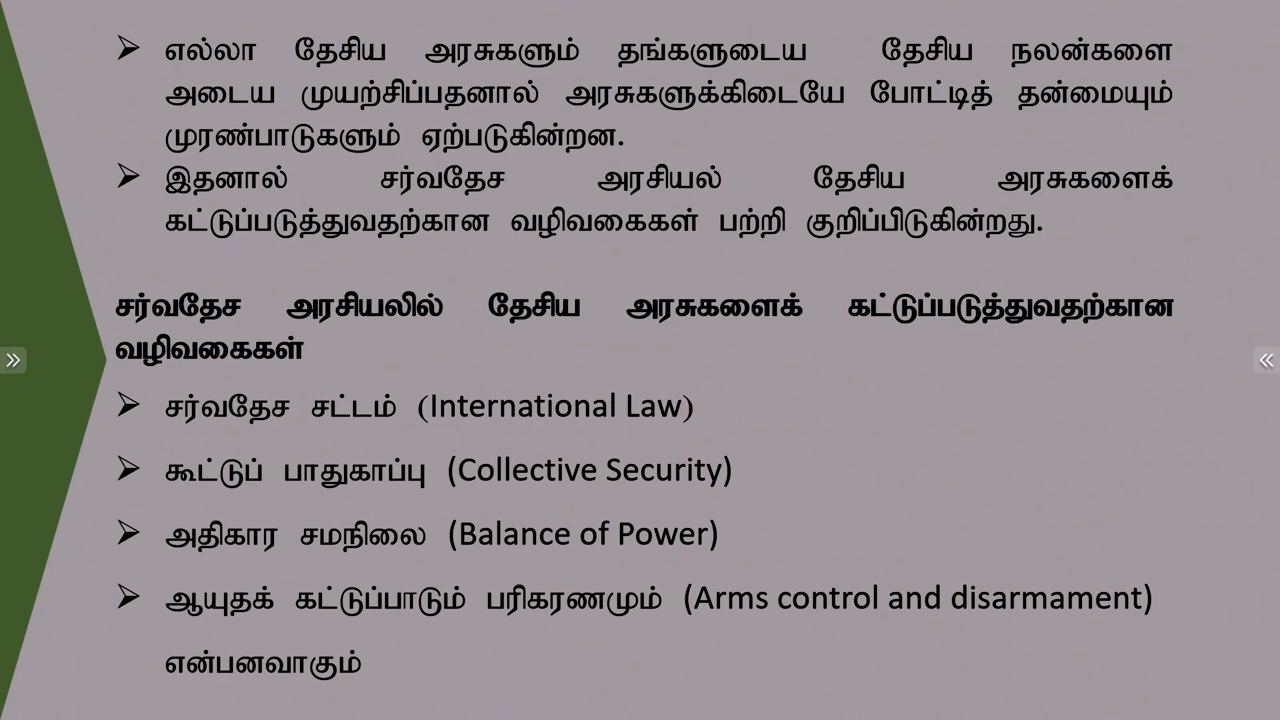 ➢ எல்லா தேசிய அரசுகளும் தங்களுடைய தேசிய நலன்களை
அடைய முயற்சிப்பதனால் அரசுகளுக்கிடையே போட்டித் தன்மையும்
முரண்பாடுகளும் ஏற்படுகின்றன.
➢ இதனால் சர்வதேச அரசியல் தேசிய அரசுகளைக்
கட்டுப்படுத்துவதற்கான வழிவகைகள் பற்றி குறிப்பிடுகின்றது.
சர்வதேச அரசியலில் தேசிய அரசுகளைக் கட்டுப்படுத்துவதற்கான
வழிவகைகள்
➢ சர்வதேச சட்டம் (International Law)
➢ கூட்டுப் பாதுகாப்பு (Collective Security)
➢ அதிகார சமநிலை (Balance of Power)
➢ ஆயுதக் கட்டுப்பாடும் பரிகரணமும் (Arms control and disarmament)
என்பனவாகும்